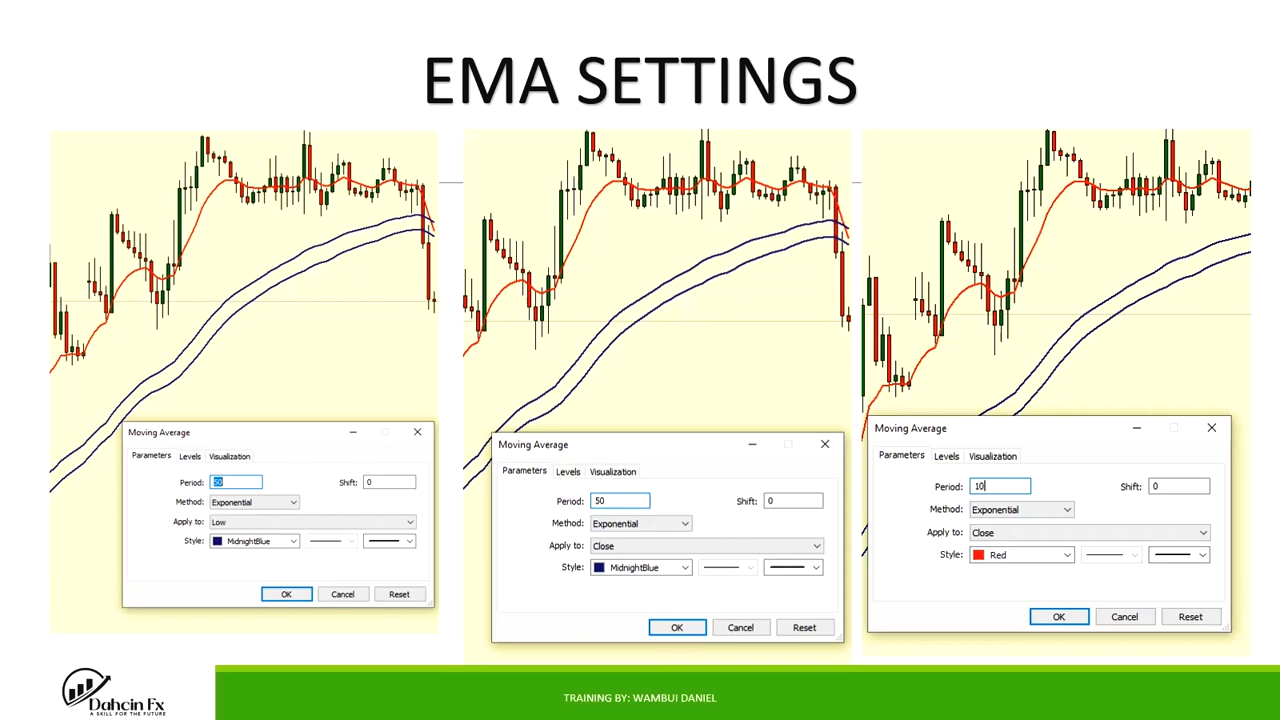 EMA SETTINGS
Moving Average
Parameters Levels Visualization
Period: 50 Shift: 0
Method: Exponential
Apply to: Low
Style: MidnightBlue
OK Cancel Reset
Moving Average
Parameters Levels Visualization
Period: 50 Shift: 0
Method: Exponential
Apply to: Close
Style: MidnightBlue
OK Cancel Reset
Moving Average
Parameters Levels Visualization
Period: 10 Shift: 0
Method: Exponential
Apply to: Close
Style: Red
OK Cancel Reset
Dahcin Fx
A SKILL FOR THE FUTURE
TRAINING BY: WAMBUI DANIEL